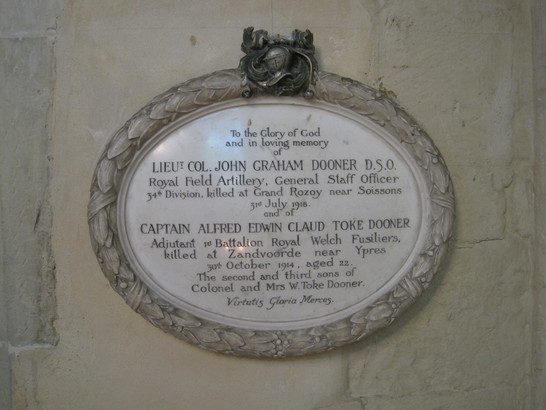 To the Glory of God
and in loving memory
of
LIEUT COL. JOHN GRAHAM DOONER D.S.O.
Royal Field Artillery, General Staff Officer
34th Division, killed at Grand Rozoy near Soissons
31st July, 1918.
and of
CAPTAIN ALFRED EDWIN CLAUD TOKE DOONER
Adjutant 1st Battalion Royal Welch Fusiliers,
killed at Zandvoorde near Ypres
30th October 1914, aged 22.
The second and third sons of
Colonel and Mrs W. Toke Dooner.
Virtutis Gloria Merces.